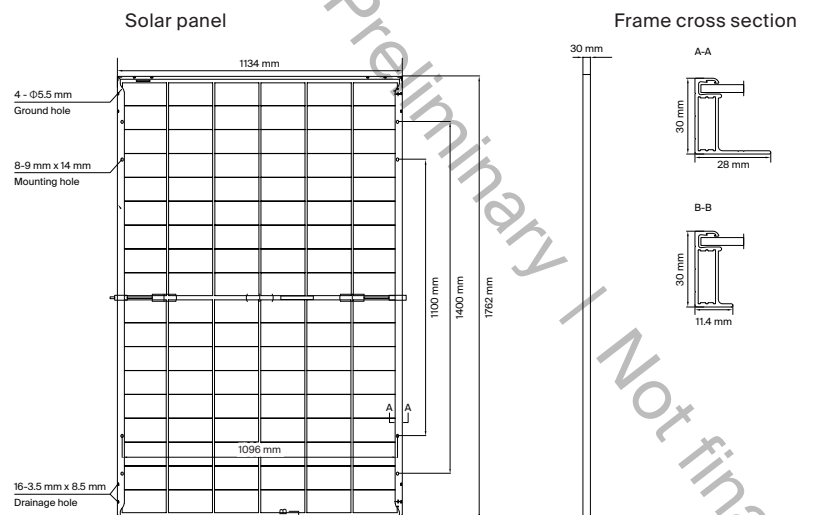 Solar panel
Frame cross section
1134 mm
30 mm
A-A
4 - Φ5.5 mm
Ground hole
30 mm
8-9 mm x 14 mm
Mounting hole
28 mm
B-B
30 mm
11.4 mm
1100 mm
1400 mm
1762 mm
A A
1096 mm
16-3.5 mm x 8.5 mm
Drainage hole
B
Preliminary | Not fina